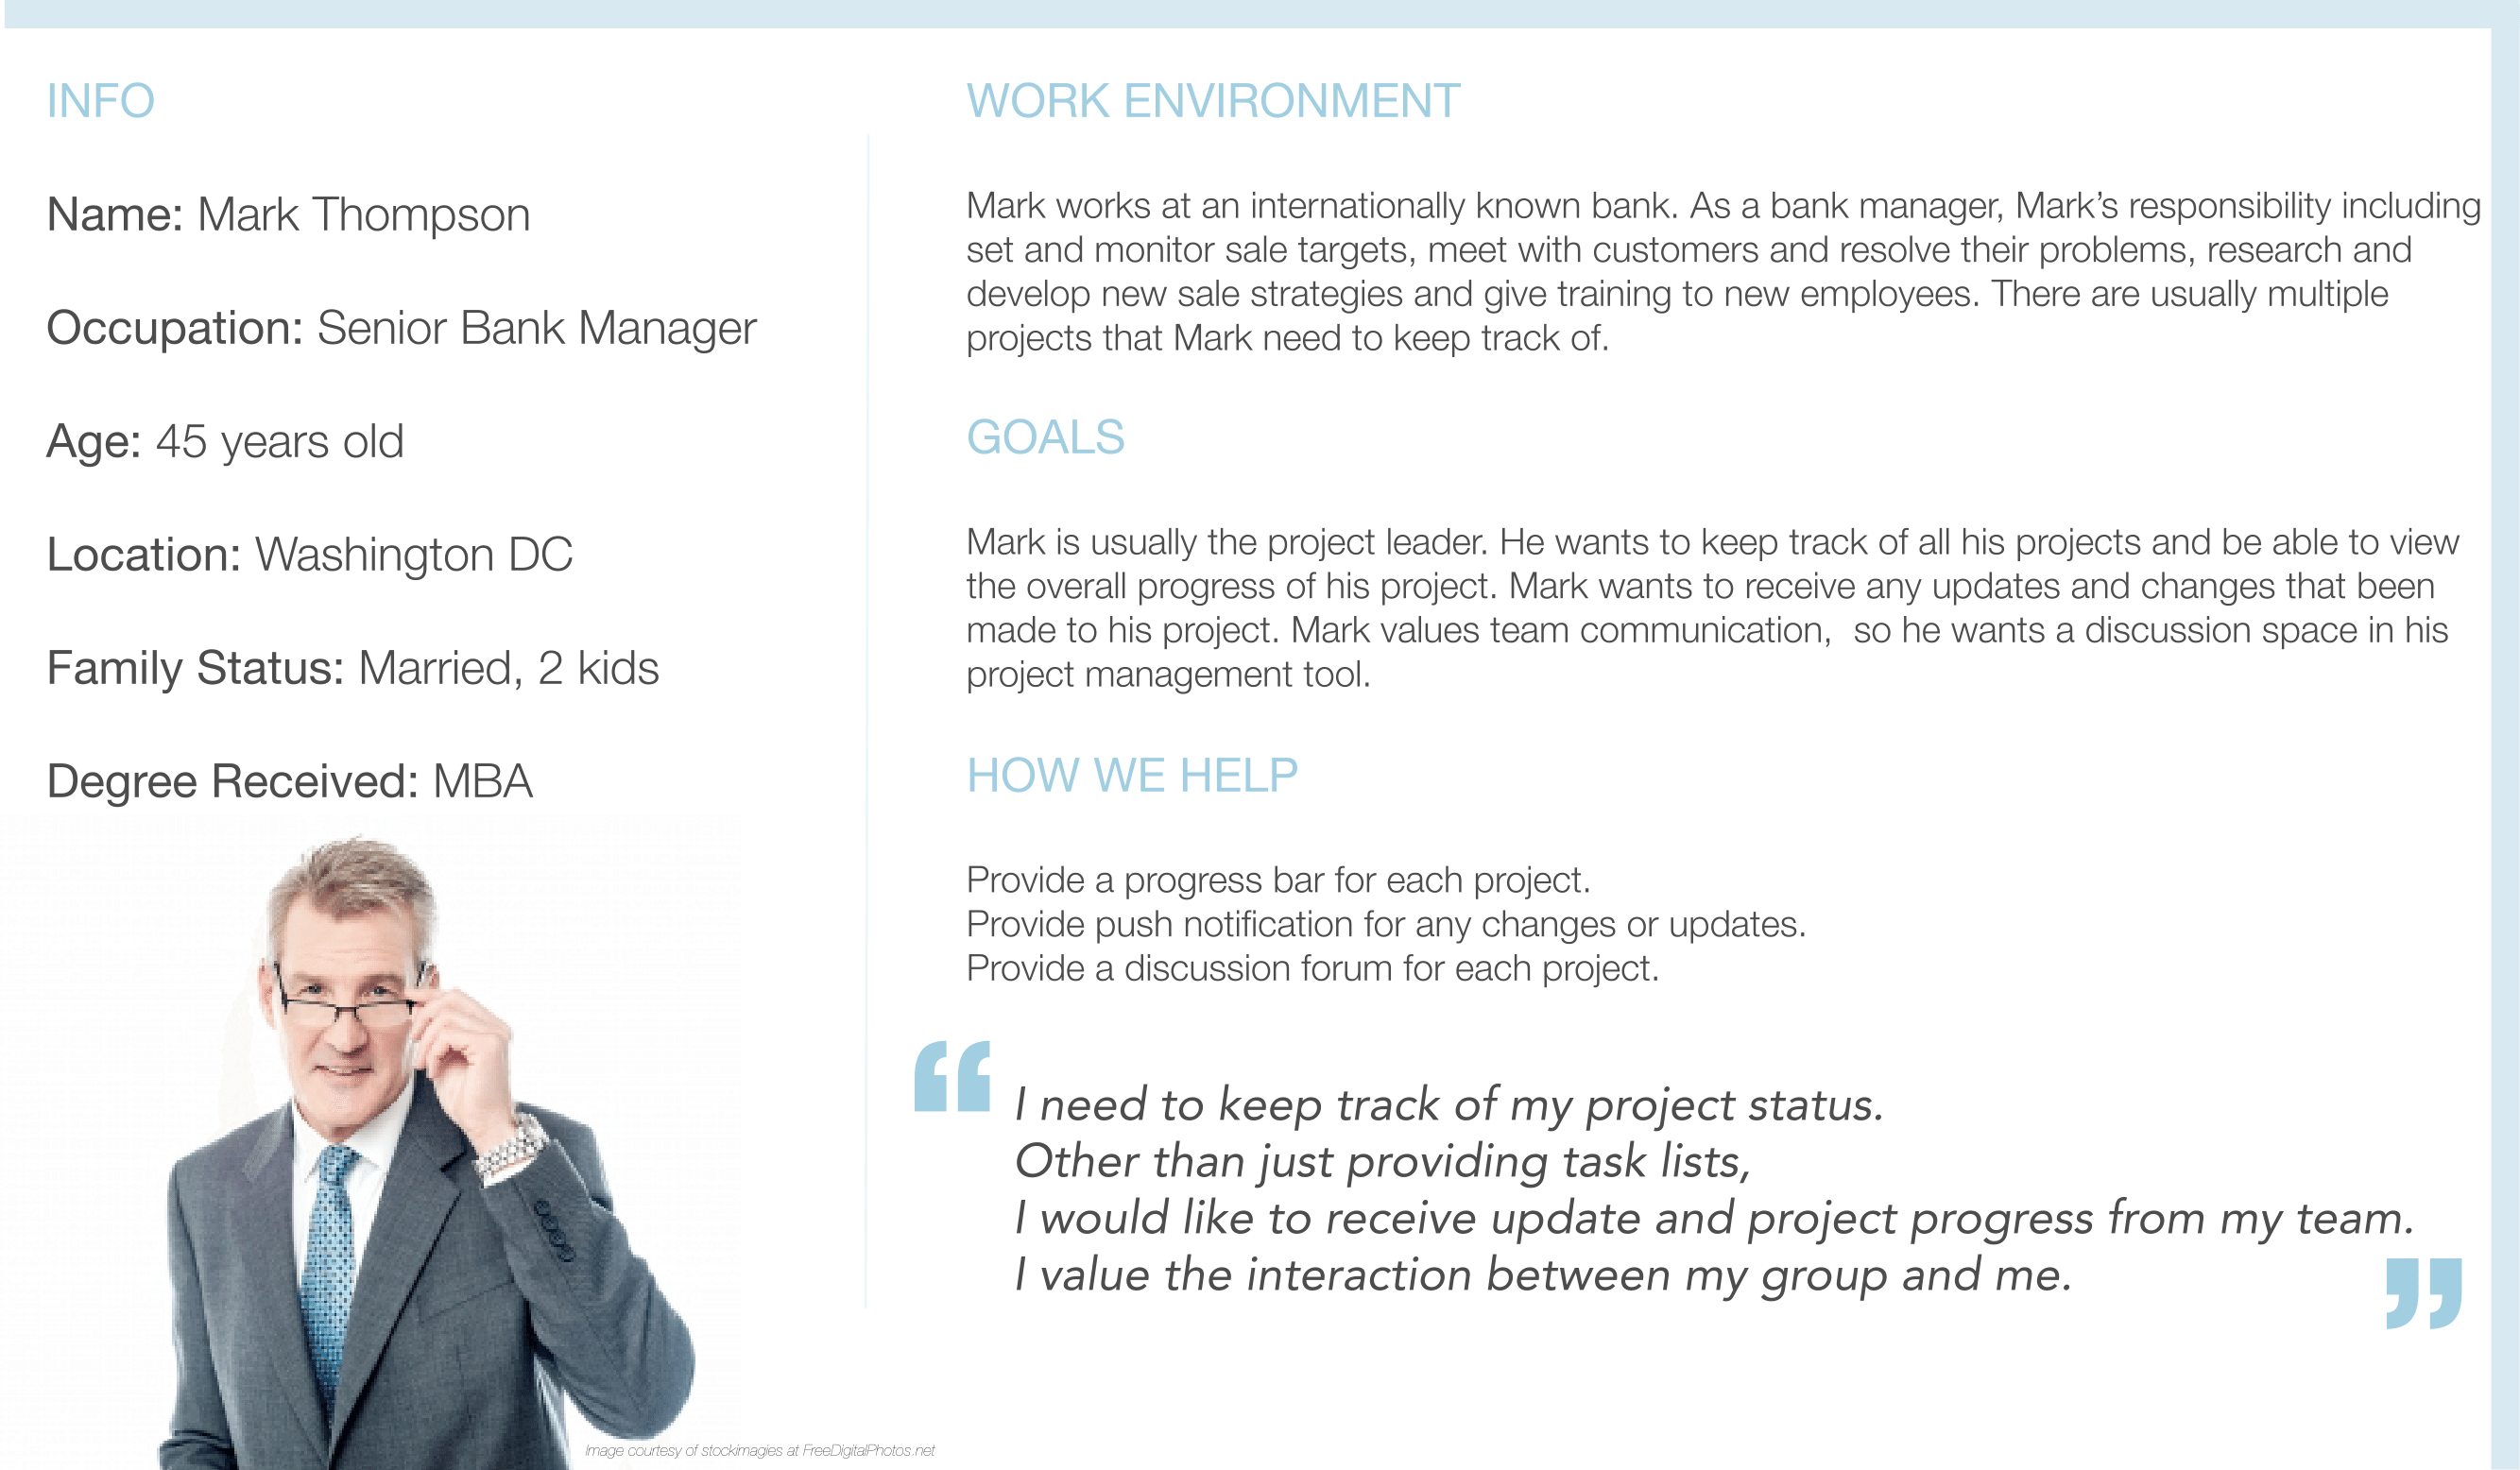 INFO
Name: Mark Thompson
Occupation: Senior Bank Manager
Age: 45 years old
Location: Washington DC
Family Status: Married, 2 kids
Degree Received: MBA
Image courtesy of stockimagies at FreeDigitalPhotos.net
WORK ENVIRONMENT
Mark works at an internationally known bank. As a bank manager, Mark’s responsibility including
set and monitor sale targets, meet with customers and resolve their problems, research and
develop new sale strategies and give training to new employees. There are usually multiple
projects that Mark need to keep track of.
GOALS
Mark is usually the project leader. He wants to keep track of all his projects and be able to view
the overall progress of his project. Mark wants to receive any updates and changes that been
made to his project. Mark values team communication,  so he wants a discussion space in his
project management tool.
HOW WE HELP
Provide a progress bar for each project.
Provide push notification for any changes or updates.
Provide a discussion forum for each project.
“I need to keep track of my project status.
Other than just providing task lists,
I would like to receive update and project progress from my team.
I value the interaction between my group and me.”